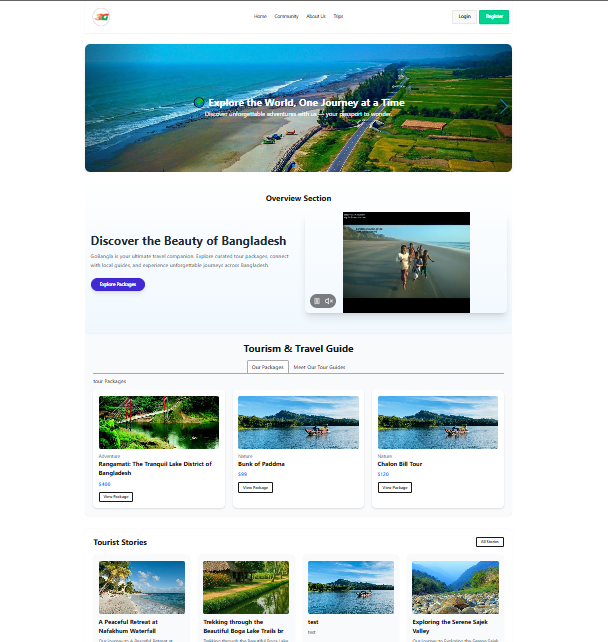 Home Community About Us Trips
Login Register
Explore the World, One Journey at a Time
Discover unforgettable adventures with us — your passport to wonder.
Overview Section
Discover the Beauty of Bangladesh
GoBangla is your ultimate travel companion. Explore curated tour packages, connect
with local guides, and experience unforgettable journeys across Bangladesh.
Explore Packages
Tourism & Travel Guide
Our Packages Meet Our Tour Guides
tour Packages
Adventure
Rangamati: The Tranquil Lake District of
Bangladesh
$400
View Package
Nature
Bunk of Paddma
$99
View Package
Nature
Chalon Bill Tour
$120
View Package
Tourist Stories
All Stories
A Peaceful Retreat at
Nafakhum Waterfall
Trekking through the
Beautiful Boga Lake Trails br
test
test
Exploring the Serene Sajek
Valley